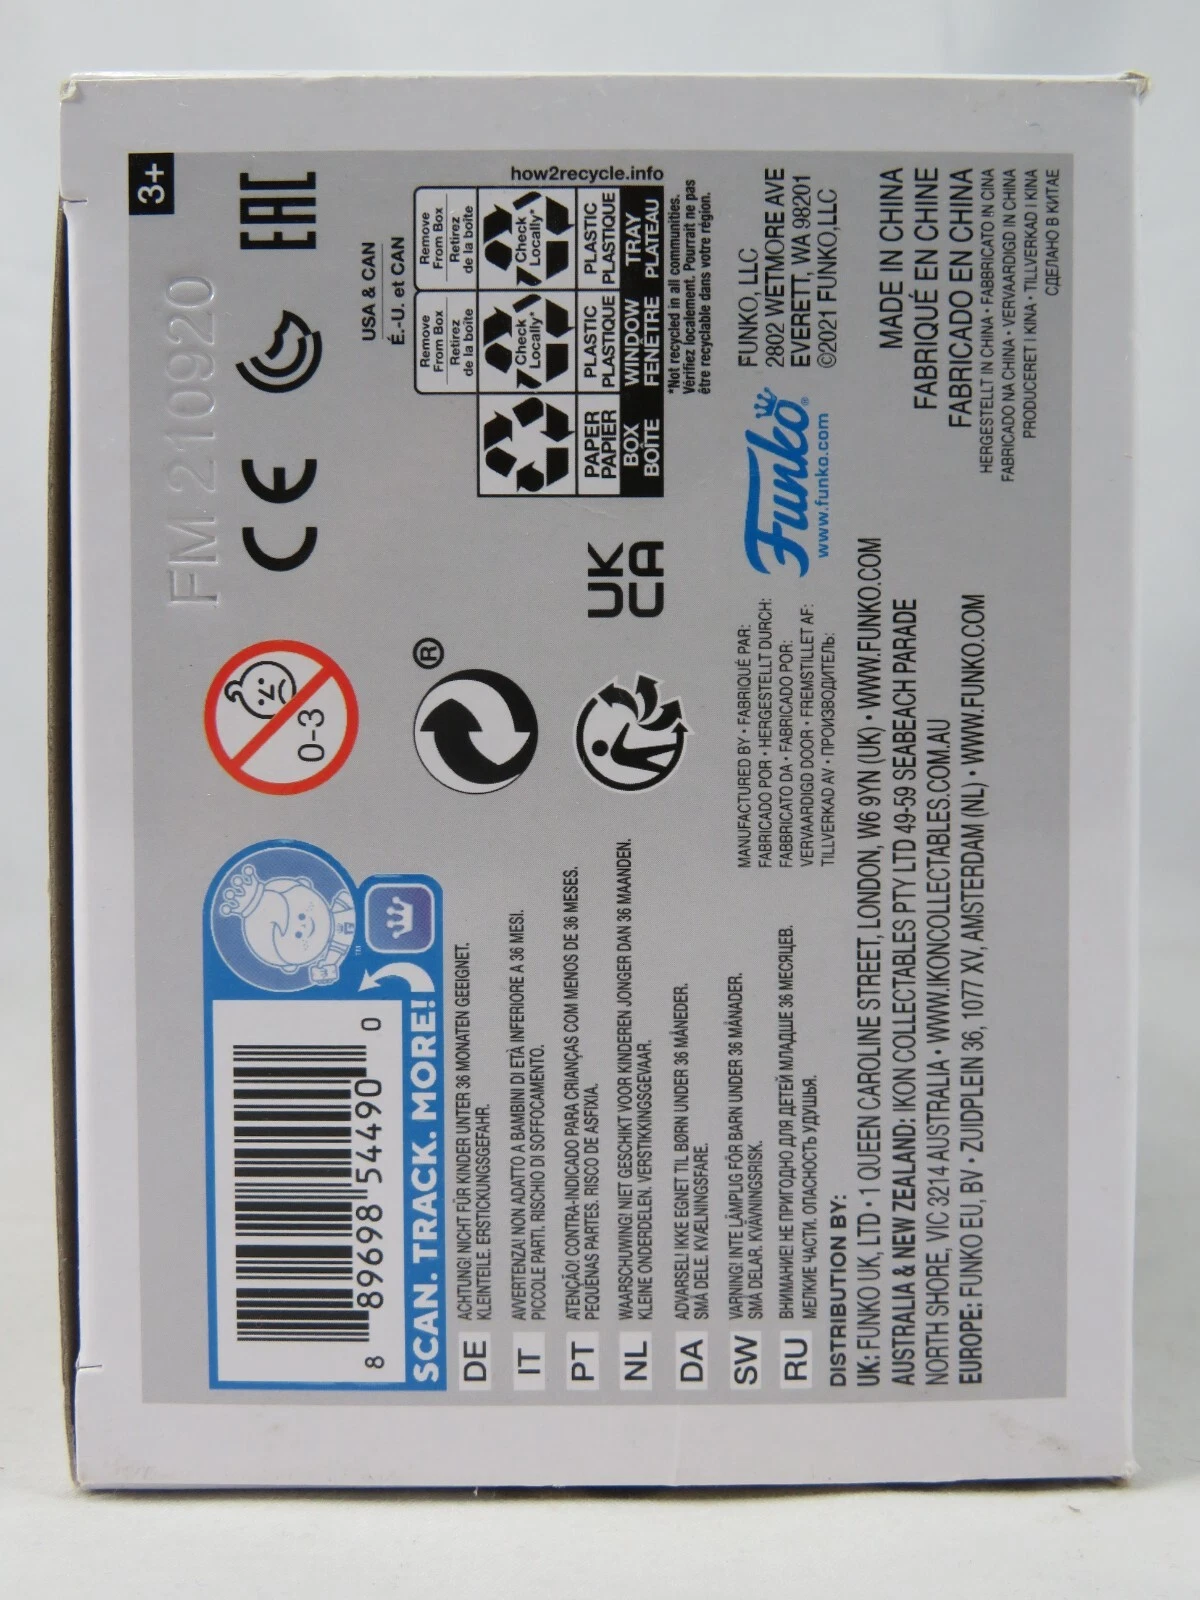 8 89698 54490 0
SCAN. TRACK. MORE!
TM
0-3
FM 210920
CE
EAC
3+
®
UK
CA
USA & CAN
É.-U. et CAN
how2recycle.info
Remove
From Box
Retirez
de la boîte
Remove
From Box
Retirez
de la boîte
Check
Locally*
Check
Locally*
PAPER
PAPIER
PLASTIC
PLASTIQUE
PLASTIC
PLASTIQUE
BOX
BOÎTE
WINDOW
FENÊTRE
TRAY
PLATEAU
*Not recycled in all communities.
Vérifiez localement. Pourrait ne pas
être recyclable dans votre région.
DE ACHTUNG! NICHT FÜR KINDER UNTER 36 MONATEN GEEIGNET.
KLEINTEILE. ERSTICKUNGSGEFAHR.
IT AVVERTENZA! NON ADATTO A BAMBINI DI ETÀ INFERIORE A 36 MESI.
PICCOLE PARTI. RISCHIO DI SOFFOCAMENTO.
PT ATENÇÃO! CONTRA-INDICADO PARA CRIANÇAS COM MENOS DE 36 MESES.
PEQUENAS PARTES. RISCO DE ASFIXIA.
NL WAARSCHUWING! NIET GESCHIKT VOOR KINDEREN JONGER DAN 36 MAANDEN.
KLEINE ONDERDELEN. VERSTIKKINGSGEVAAR.
DA ADVARSEL! IKKE EGNET TIL BØRN UNDER 36 MÅNEDER.
SMÅ DELE. KVÆLNINGSFARE.
SW VARNING! INTE LÄMPLIG FÖR BARN UNDER 36 MÅNADER.
SMÅ DELAR. KVÄVNINGSRISK.
RU ВНИМАНИЕ! НЕ ПРИГОДНО ДЛЯ ДЕТЕЙ МЛАДШЕ 36 МЕСЯЦЕВ.
МЕЛКИЕ ЧАСТИ. ОПАСНОСТЬ УДУШЬЯ.
MANUFACTURED BY • FABRIQUÉ PAR:
FABRICADO POR • HERGESTELLT DURCH:
FABBRICATO DA • FABRICADO POR:
VERVAARDIGD DOOR • FREMSTILLET AF:
TILLVERKAD AV • ПРОИЗВОДИТЕЛЬ:
Funko®
www.funko.com
FUNKO, LLC
2802 WETMORE AVE
EVERETT, WA 98201
©2021 FUNKO,LLC
DISTRIBUTION BY:
UK: FUNKO UK, LTD • 1 QUEEN CAROLINE STREET, LONDON, W6 9YN (UK) • WWW.FUNKO.COM
AUSTRALIA & NEW ZEALAND: IKON COLLECTABLES PTY LTD 49-59 SEABEACH PARADE
NORTH SHORE, VIC 3214 AUSTRALIA • WWW.IKONCOLLECTABLES.COM.AU
EUROPE: FUNKO EU, BV • ZUIDPLEIN 36, 1077 XV, AMSTERDAM (NL) • WWW.FUNKO.COM
MADE IN CHINA
FABRIQUÉ EN CHINE
FABRICADO EN CHINA
HERGESTELLT IN CHINA • FABBRICATO IN CINA
FABRICADO NA CHINA • VERVAARDIGD IN CHINA
PRODUCERET I KINA • TILLVERKAD I KINA
СДЕЛАНО В КИТАЕ